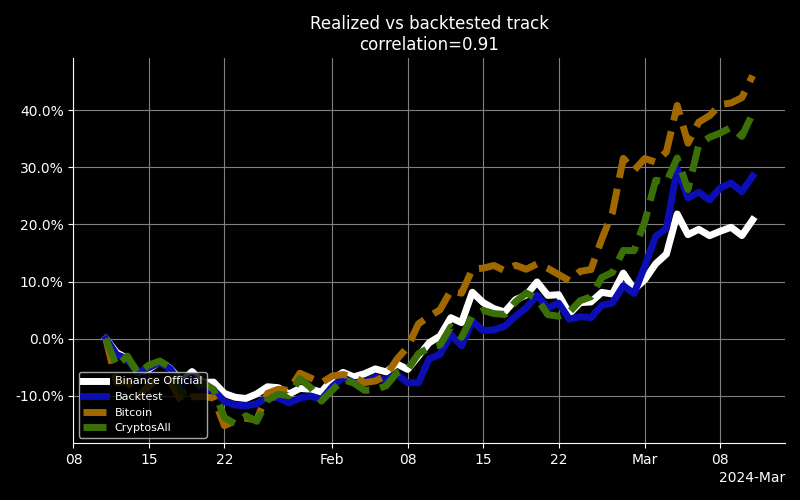 Realized vs backtested track
correlation=0.91
40.0%
30.0%
20.0%
10.0%
0.0%
-10.0%
Binance Official
Backtest
Bitcoin
CryptosAll
08 15 22 Feb 08 15 22 Mar 08
2024-Mar